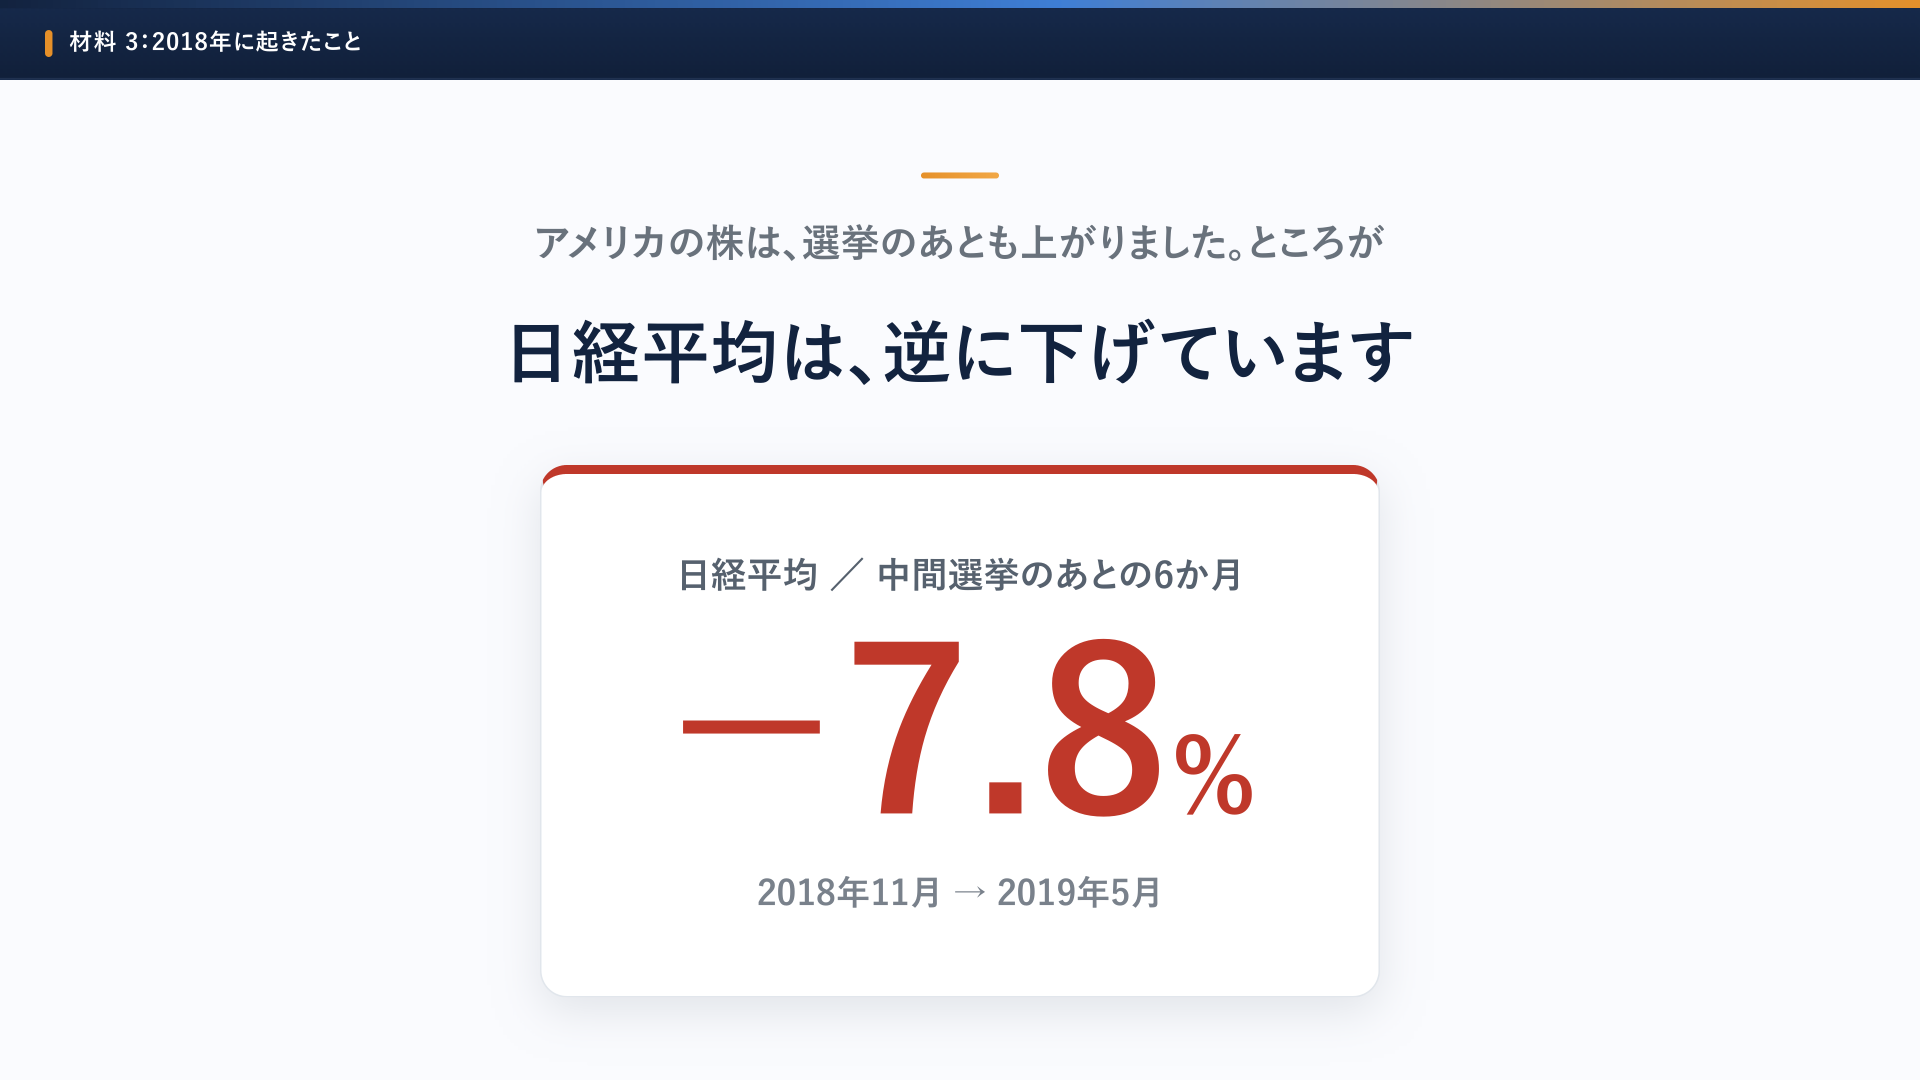 材料 3：2018年に起きたこと
アメリカの株は、選挙のあとも上がりました。ところが
日経平均は、逆に下げています
日経平均 ／ 中間選挙のあとの6か月
−7.8%
2018年11月 → 2019年5月